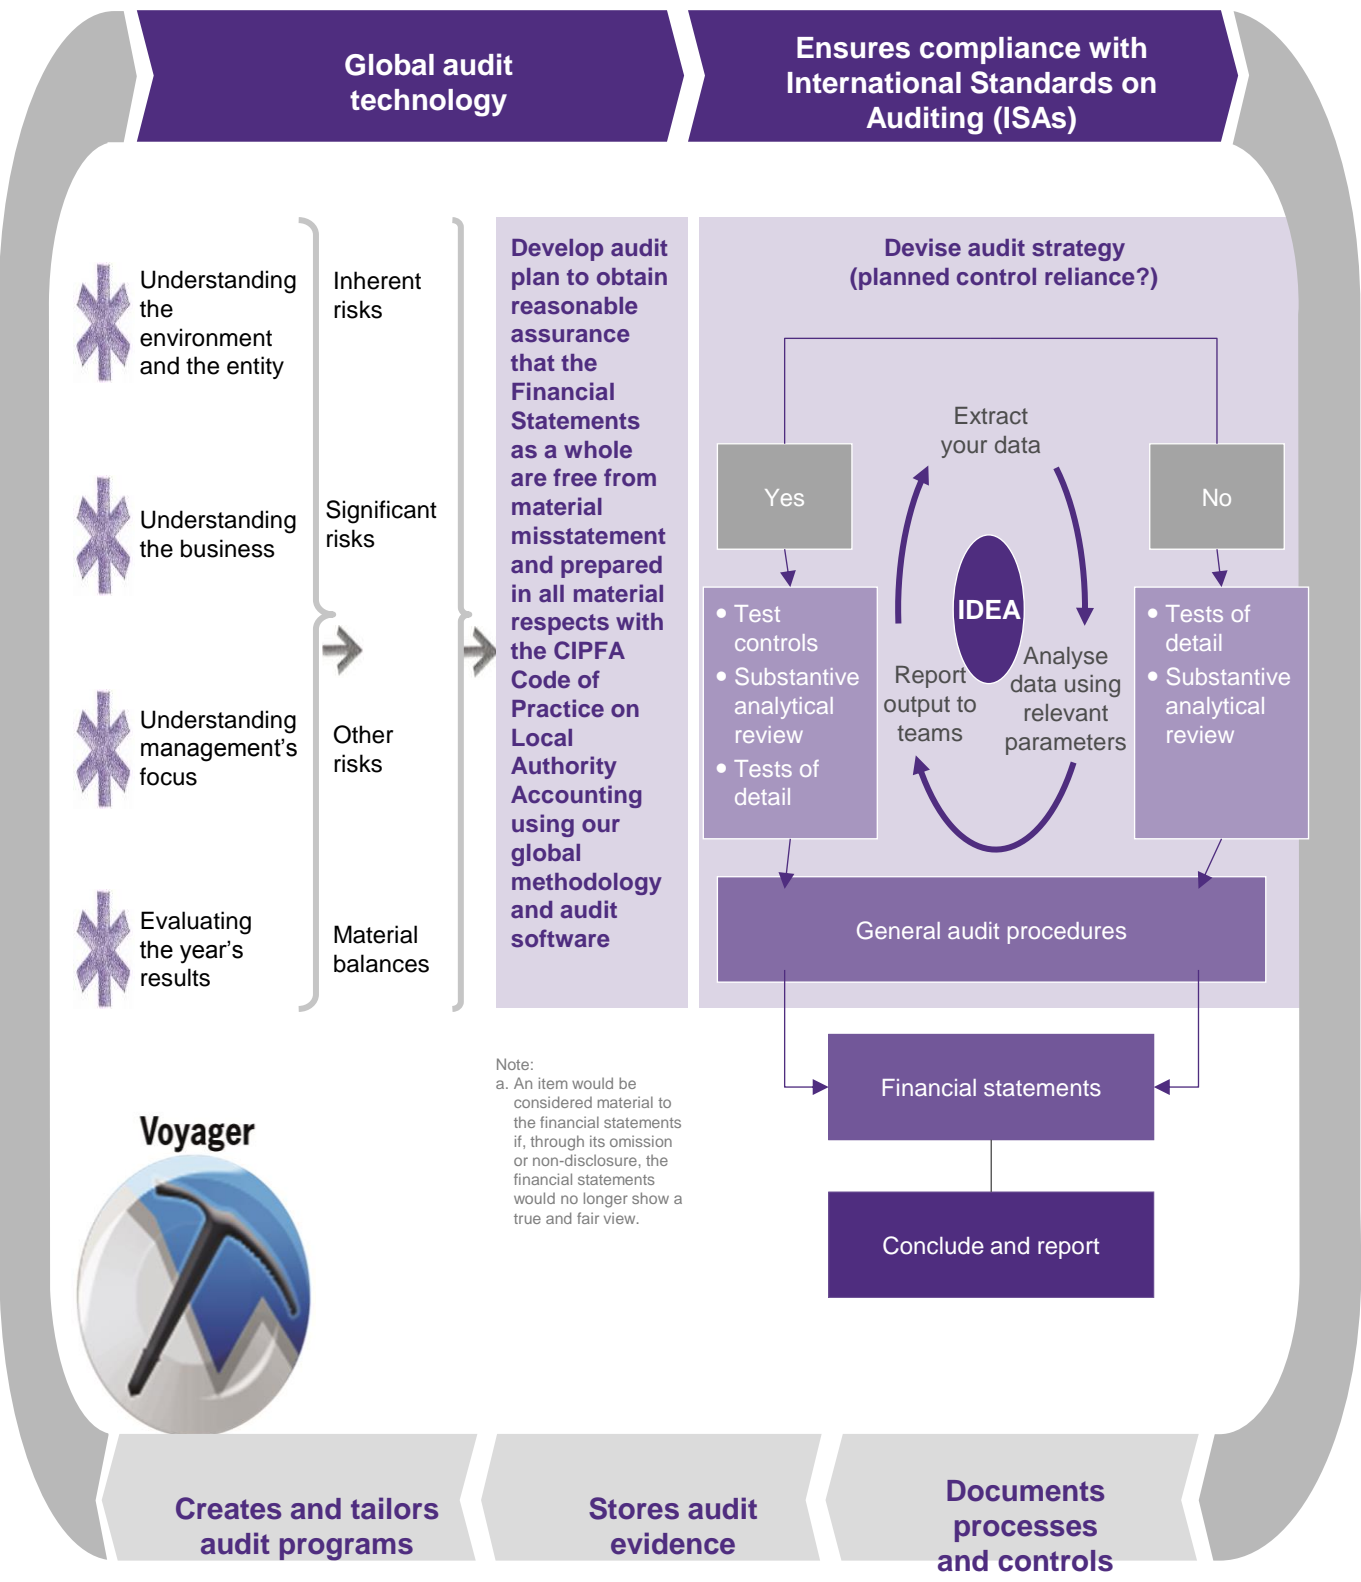 Global audit
technology
Ensures compliance with
International Standards on
Auditing (ISAs)
Understanding
the
environment
and the entity
Understanding
the business
Understanding
management’s
focus
Evaluating
the year’s
results
Inherent
risks
Significant
risks
Other
risks
Material
balances
Develop audit
plan to obtain
reasonable
assurance
that the
Financial
Statements
as a whole
are free from
material
misstatement
and prepared
in all material
respects with
the CIPFA
Code of
Practice on
Local
Authority
Accounting
using our
global
methodology
and audit
software
Devise audit strategy
(planned control reliance?)
Yes
No
Extract
your data
IDEA
Analyse
data using
relevant
parameters
Report
output to
teams
• Test
controls
• Substantive
analytical
review
• Tests of
detail
• Tests of
detail
• Substantive
analytical
review
General audit procedures
Financial statements
Conclude and report
Note:
a. An item would be
considered material to
the financial statements
if, through its omission
or non-disclosure, the
financial statements
would no longer show a
true and fair view.
Voyager
Creates and tailors
audit programs
Stores audit
evidence
Documents
processes
and controls